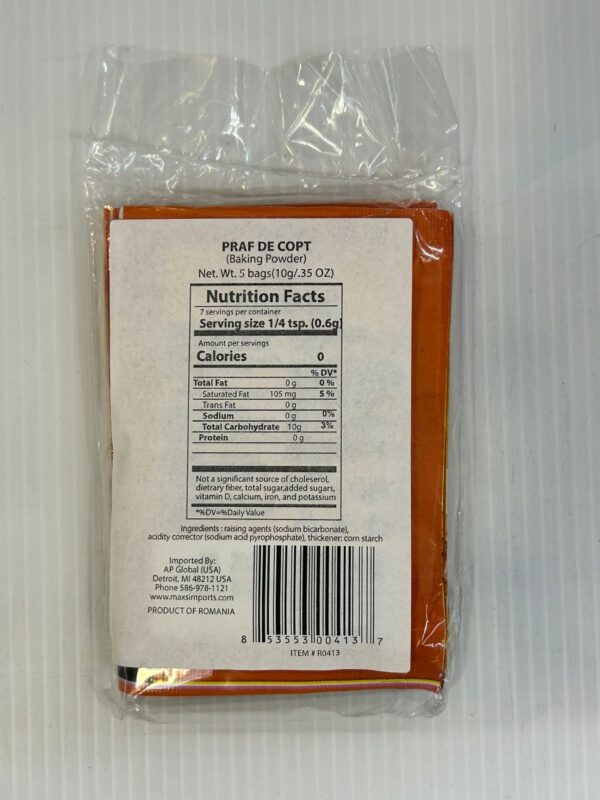 PRAF DE COPT
(Baking Powder)
Net. Wt. 5 bags(10g/.35 OZ)
Nutrition Facts
7 servings per container
Serving size 1/4 tsp. (0.6g)
Amount per servings
Calories 0
% DV*
Total Fat 0 g 0 %
Saturated Fat 105 mg 5 %
Trans Fat 0 g
Sodium 0 g 0%
Total Carbohydrate 10g 3%
Protein 0 g
Not a significant source of choleserol,
dietary fiber, total sugar,added sugars,
vitamin D, calcium, iron, and potassium
*%DV=%Daily Value
Ingredients : raising agents (sodium bicarbonate),
acidity corrector (sodium acid pyrophosphate), thickener: corn starch
Imported By:
AP Global (USA)
Detroit, MI 48212 USA
Phone 586-978-1121
www.maxsimports.com
PRODUCT OF ROMANIA
8 53553 00413 7
ITEM # R0413